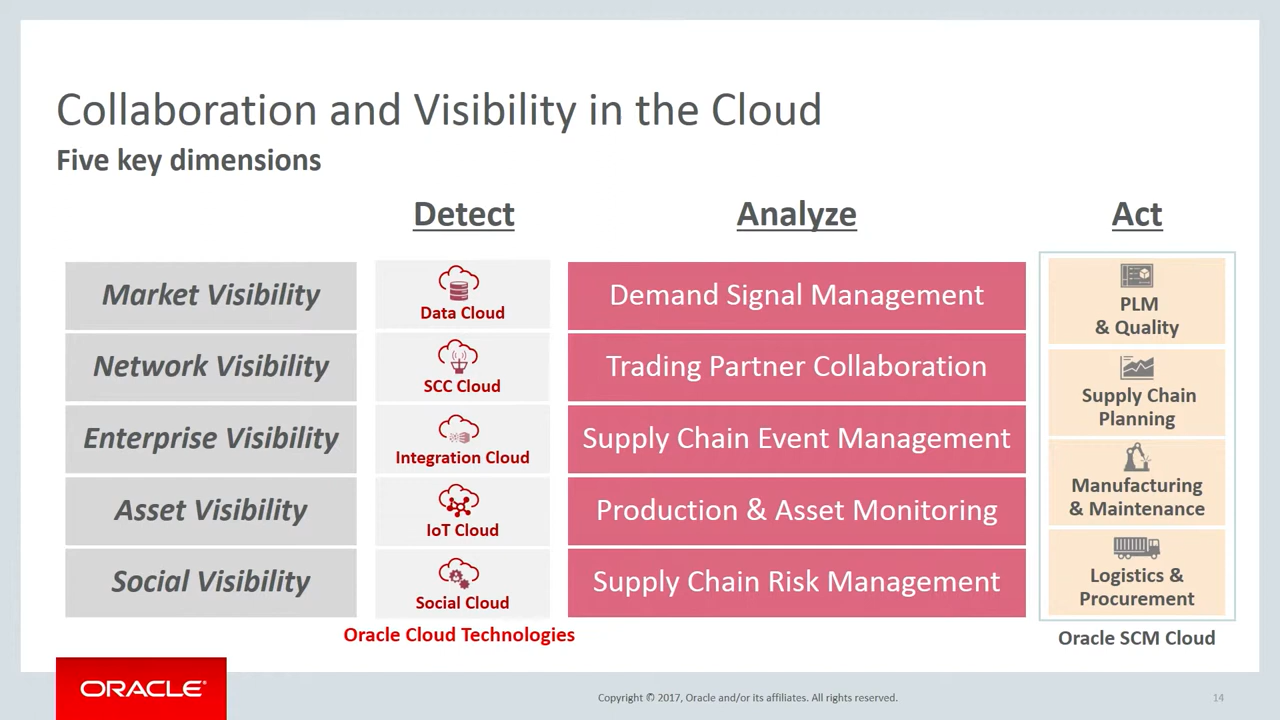 Collaboration and Visibility in the Cloud
Five key dimensions
Detect
Analyze
Act
Market Visibility
Data Cloud
Demand Signal Management
Network Visibility
SCC Cloud
Trading Partner Collaboration
Enterprise Visibility
Integration Cloud
Supply Chain Event Management
Asset Visibility
IoT Cloud
Production & Asset Monitoring
Social Visibility
Social Cloud
Supply Chain Risk Management
PLM
& Quality
Supply Chain
Planning
Manufacturing
& Maintenance
Logistics &
Procurement
Oracle Cloud Technologies
Oracle SCM Cloud
ORACLE®
Copyright © 2017, Oracle and/or its affiliates. All rights reserved.
14